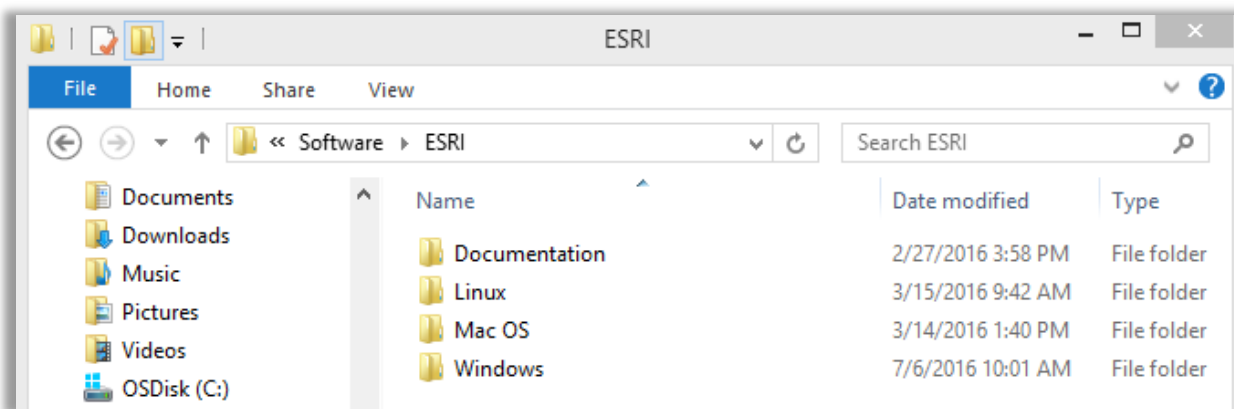 ESRI
File Home Share View
« Software ESRI Search ESRI
Documents Name Date modified Type
Downloads Documentation 2/27/2016 3:58 PM File folder
Music Linux 3/15/2016 9:42 AM File folder
Pictures Mac OS 3/14/2016 1:40 PM File folder
Videos Windows 7/6/2016 10:01 AM File folder
OSDisk (C:)